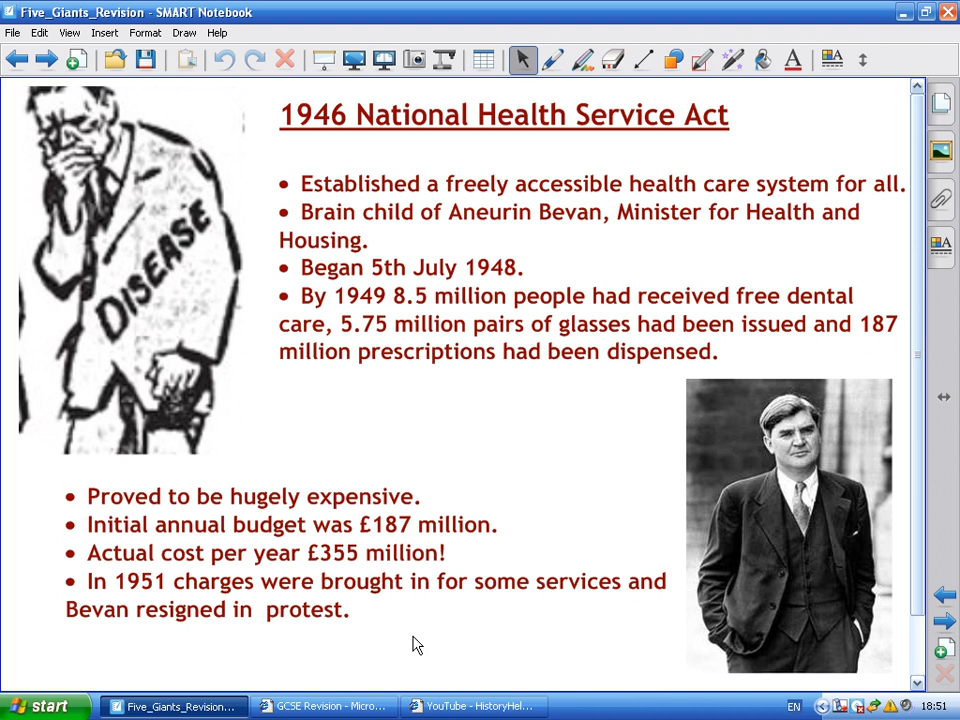 Five_Giants_Revision - SMART Notebook
File Edit View Insert Format Draw Help
1946 National Health Service Act
DISEASE
• Established a freely accessible health care system for all.
• Brain child of Aneurin Bevan, Minister for Health and
Housing.
• Began 5th July 1948.
• By 1949 8.5 million people had received free dental
care, 5.75 million pairs of glasses had been issued and 187
million prescriptions had been dispensed.
• Proved to be hugely expensive.
• Initial annual budget was £187 million.
• Actual cost per year £355 million!
• In 1951 charges were brought in for some services and
Bevan resigned in  protest.
start Five_Giants_Revision... GCSE Revision - Micro... YouTube - HistoryHel... EN 18:51